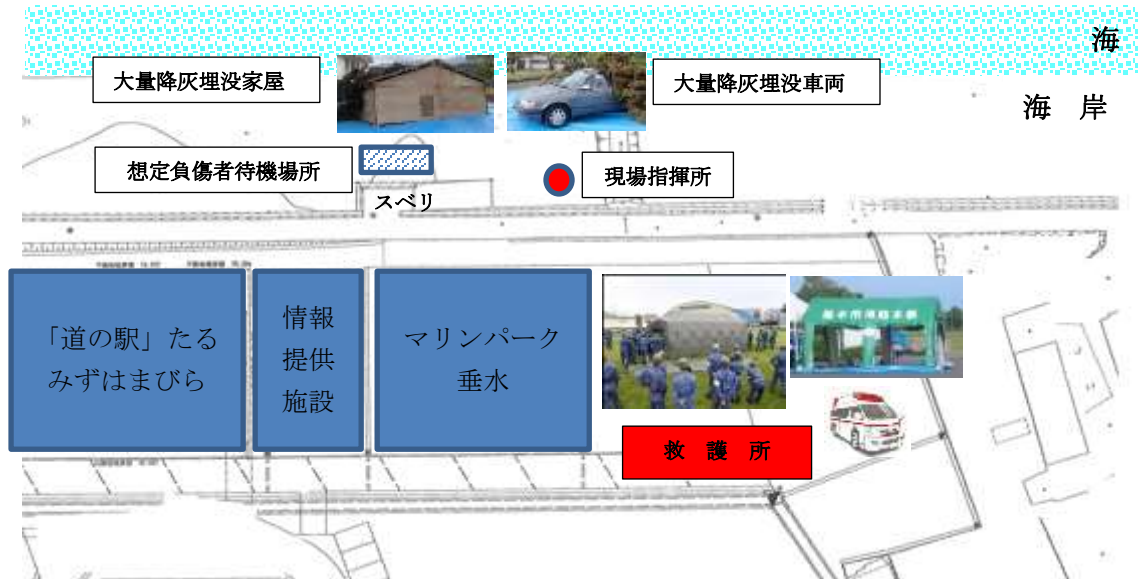 海
大量降灰埋没家屋
大量降灰埋没車両
海 岸
想定負傷者待機場所
現場指揮所
スベリ
「道の駅」たる
みずはまびら
情報
提供
施設
マリンパーク
垂水
救 護 所